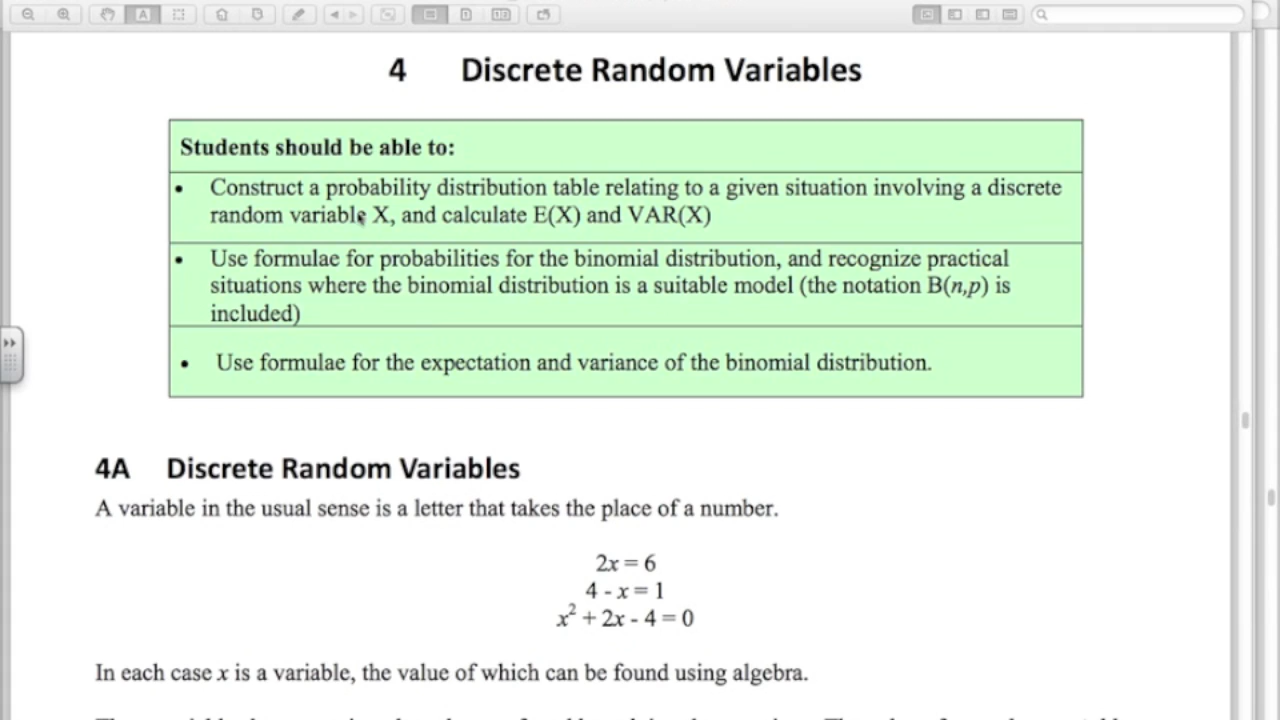 4 Discrete Random Variables
Students should be able to:
• Construct a probability distribution table relating to a given situation involving a discrete
random variable X, and calculate E(X) and VAR(X)
• Use formulae for probabilities for the binomial distribution, and recognize practical
situations where the binomial distribution is a suitable model (the notation B(n,p) is
included)
• Use formulae for the expectation and variance of the binomial distribution.
4A Discrete Random Variables
A variable in the usual sense is a letter that takes the place of a number.
2x = 6
4 - x = 1
x² + 2x - 4 = 0
In each case x is a variable, the value of which can be found using algebra.